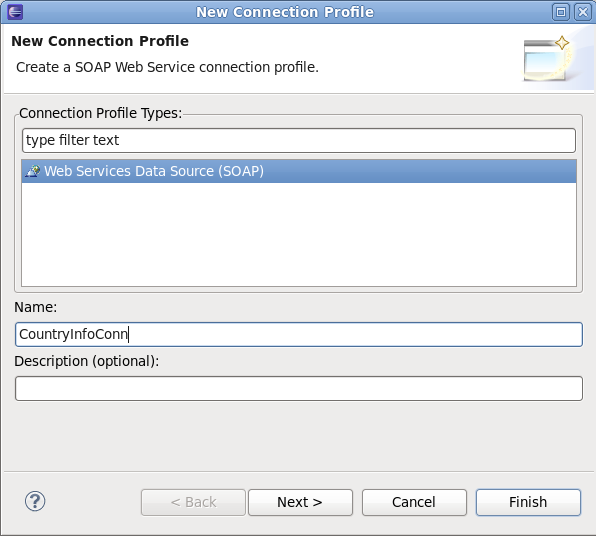 New Connection Profile
New Connection Profile
Create a SOAP Web Service connection profile.
Connection Profile Types:
type filter text
Web Services Data Source (SOAP)
Name:
CountryInfoConn
Description (optional):
?
< Back
Next >
Cancel
Finish